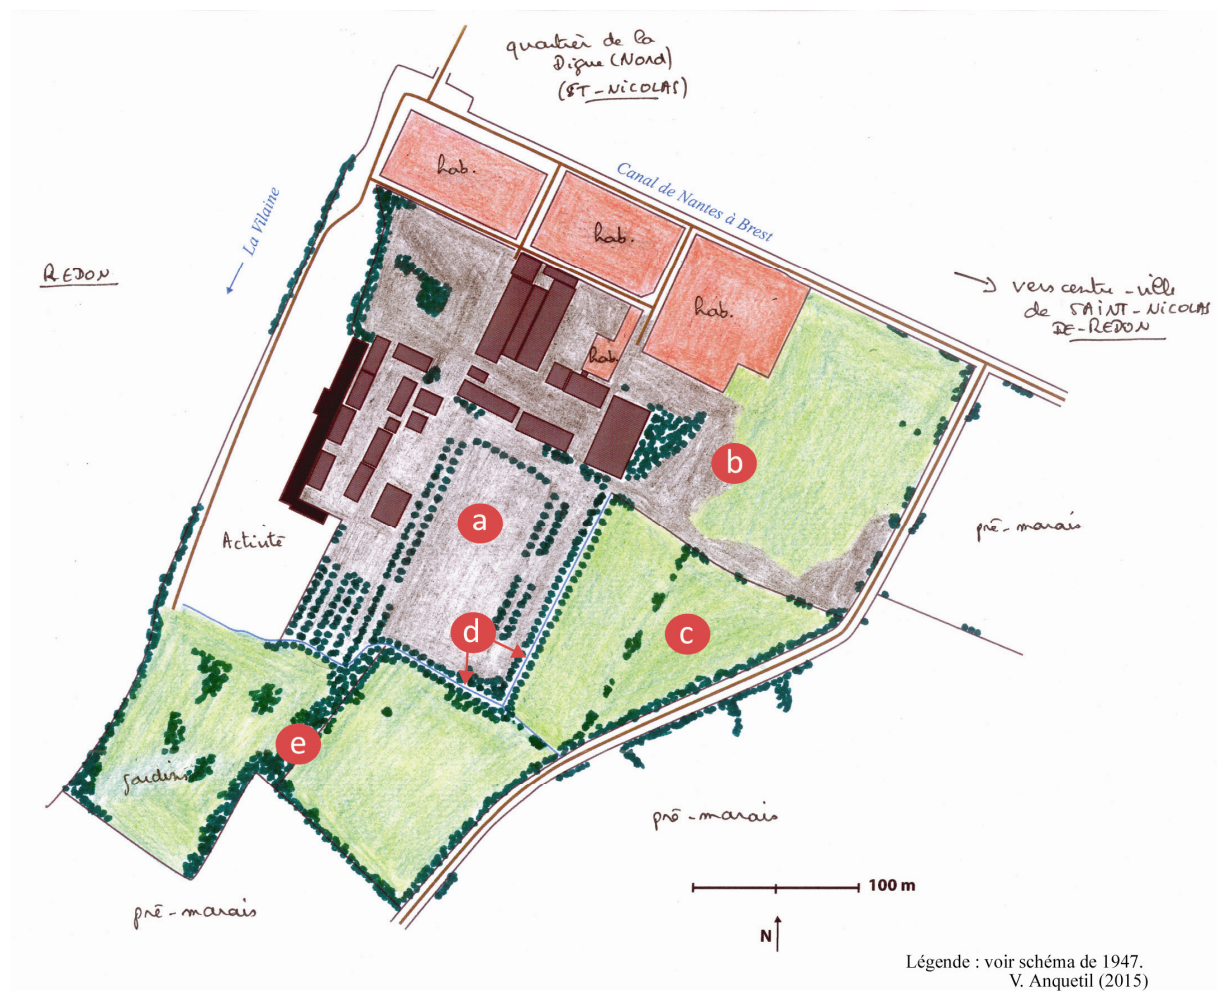 quartier de la
Digue (Nord)
(ST-NICOLAS)
hab.
Canal de Nantes à Brest
La Vilaine
hab.
REDON
vers centre-ville
de SAINT-NICOLAS
DE-REDON
hab.
hab.
b
a
pré-marais
Activité
d
c
e
jardins
pré-marais
100 m
pré-marais
N
Légende : voir schéma de 1947.
V. Anquetil (2015)